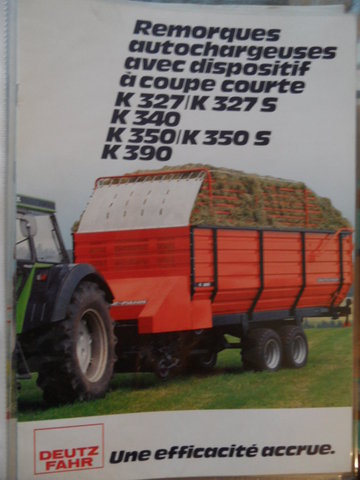 Remorques
autochargeuses
avec dispositif
à coupe courte
K 327/K 327 S
K 340
K 350/K 350 S
K 390
DEUTZ
FAHR
Une efficacité accrue.